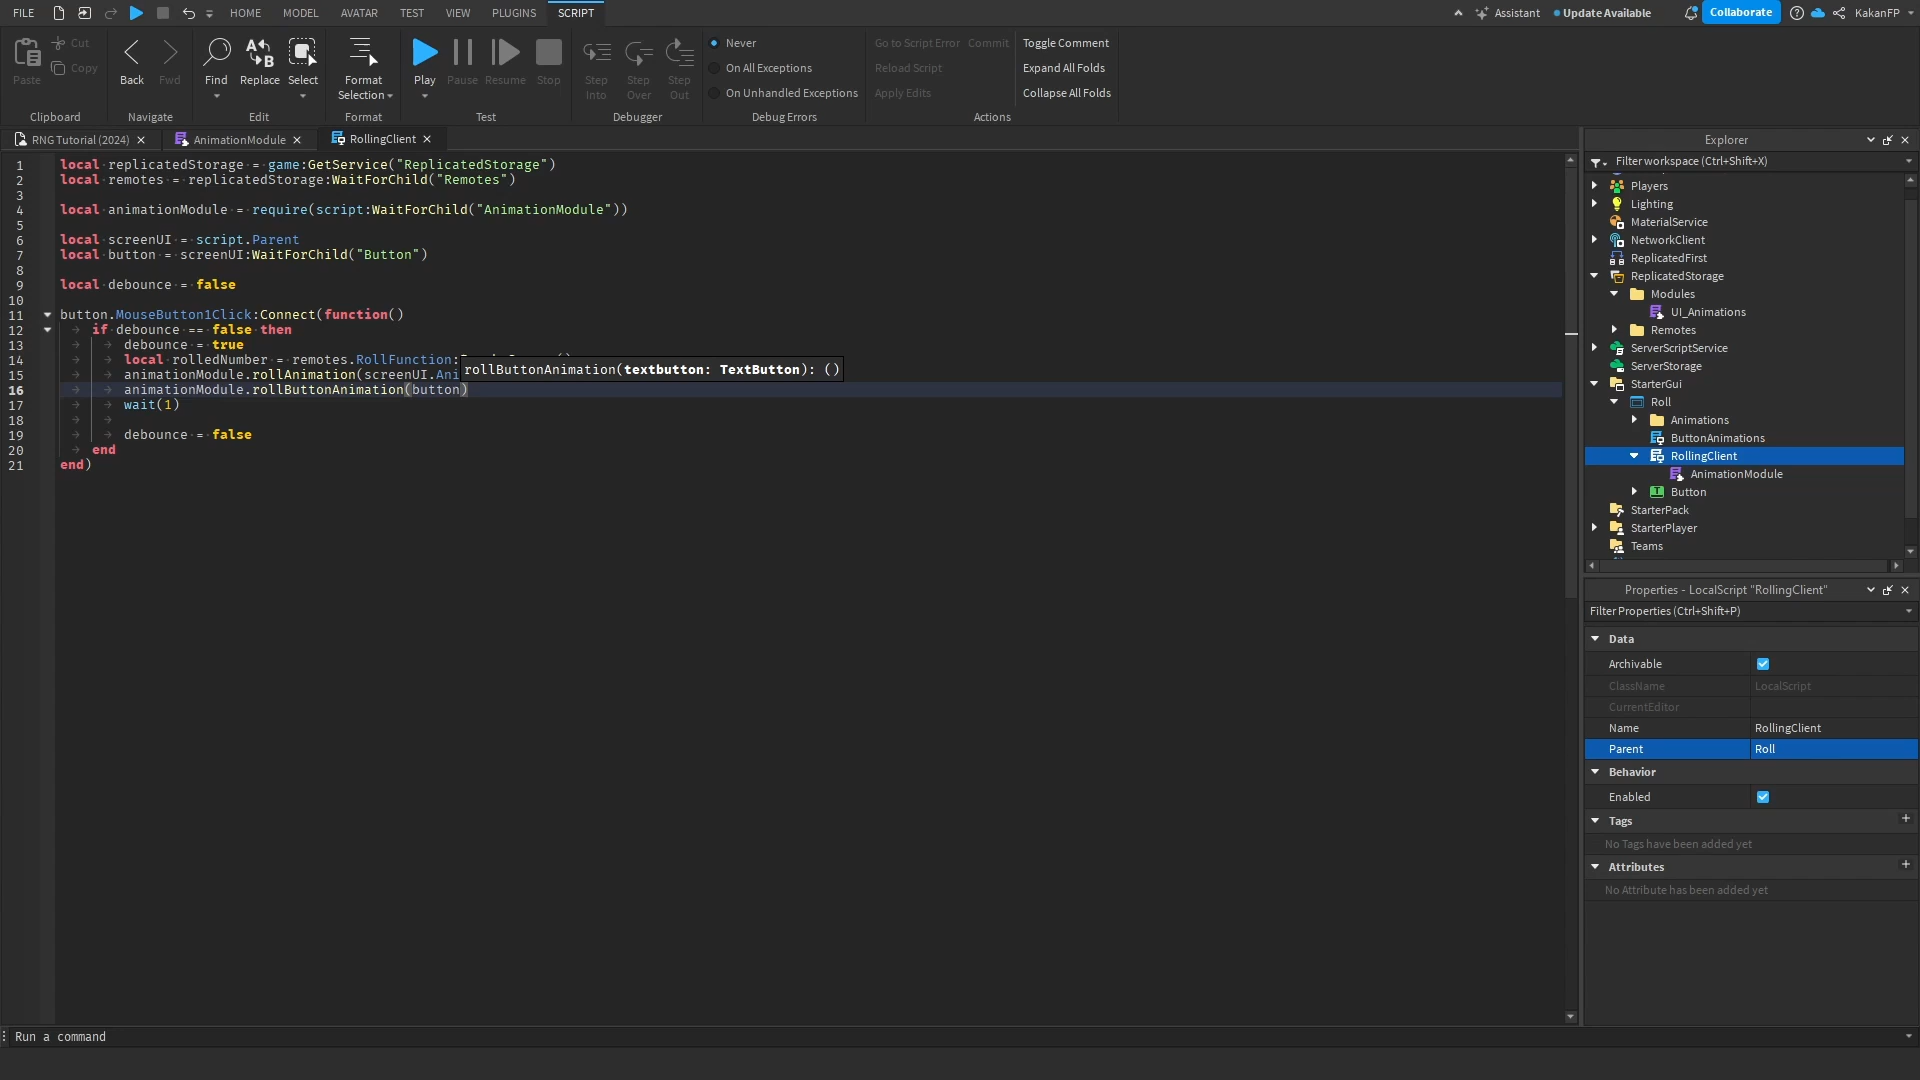 FILE HOME MODEL AVATAR TEST VIEW PLUGINS SCRIPT Assistant Update Available Collaborate KakanFP
Paste Cut Copy
Clipboard
Back Fwd
Navigate
Find Replace Select
Edit
Format Selection
Format
Play Pause Resume Stop
Test
Step Into Step Over Step Out
Debugger
Never
On All Exceptions
On Unhandled Exceptions
Debug Errors
Go to Script Error Commit
Reload Script
Apply Edits
Toggle Comment
Expand All Folds
Collapse All Folds
Actions
RNG Tutorial (2024) AnimationModule RollingClient
1 local replicatedStorage = game:GetService("ReplicatedStorage")
2 local remotes = replicatedStorage:WaitForChild("Remotes")
3
4 local animationModule = require(script:WaitForChild("AnimationModule"))
5
6 local screenUI = script.Parent
7 local button = screenUI:WaitForChild("Button")
8
9 local debounce = false
10
11 button.MouseButton1Click:Connect(function()
12 if debounce == false then
13 debounce = true
14 local rolledNumber = remotes.RollFunction:
15 animationModule.rollAnimation(screenUI.Ani
rollButtonAnimation(textbutton: TextButton): ()
16 animationModule.rollButtonAnimation(button)
17 wait(1)
18
19 debounce = false
20 end
21 end)
Run a command
Explorer
Filter workspace (Ctrl+Shift+X)
Players
Lighting
MaterialService
NetworkClient
ReplicatedFirst
ReplicatedStorage
Modules
UI_Animations
Remotes
ServerScriptService
ServerStorage
StarterGui
Roll
Animations
ButtonAnimations
RollingClient
AnimationModule
Button
StarterPack
StarterPlayer
Teams
Properties - LocalScript "RollingClient"
Filter Properties (Ctrl+Shift+P)
Data
Archivable
ClassName LocalScript
CurrentEditor
Name RollingClient
Parent Roll
Behavior
Enabled
Tags
No Tags have been added yet
Attributes
No Attribute has been added yet